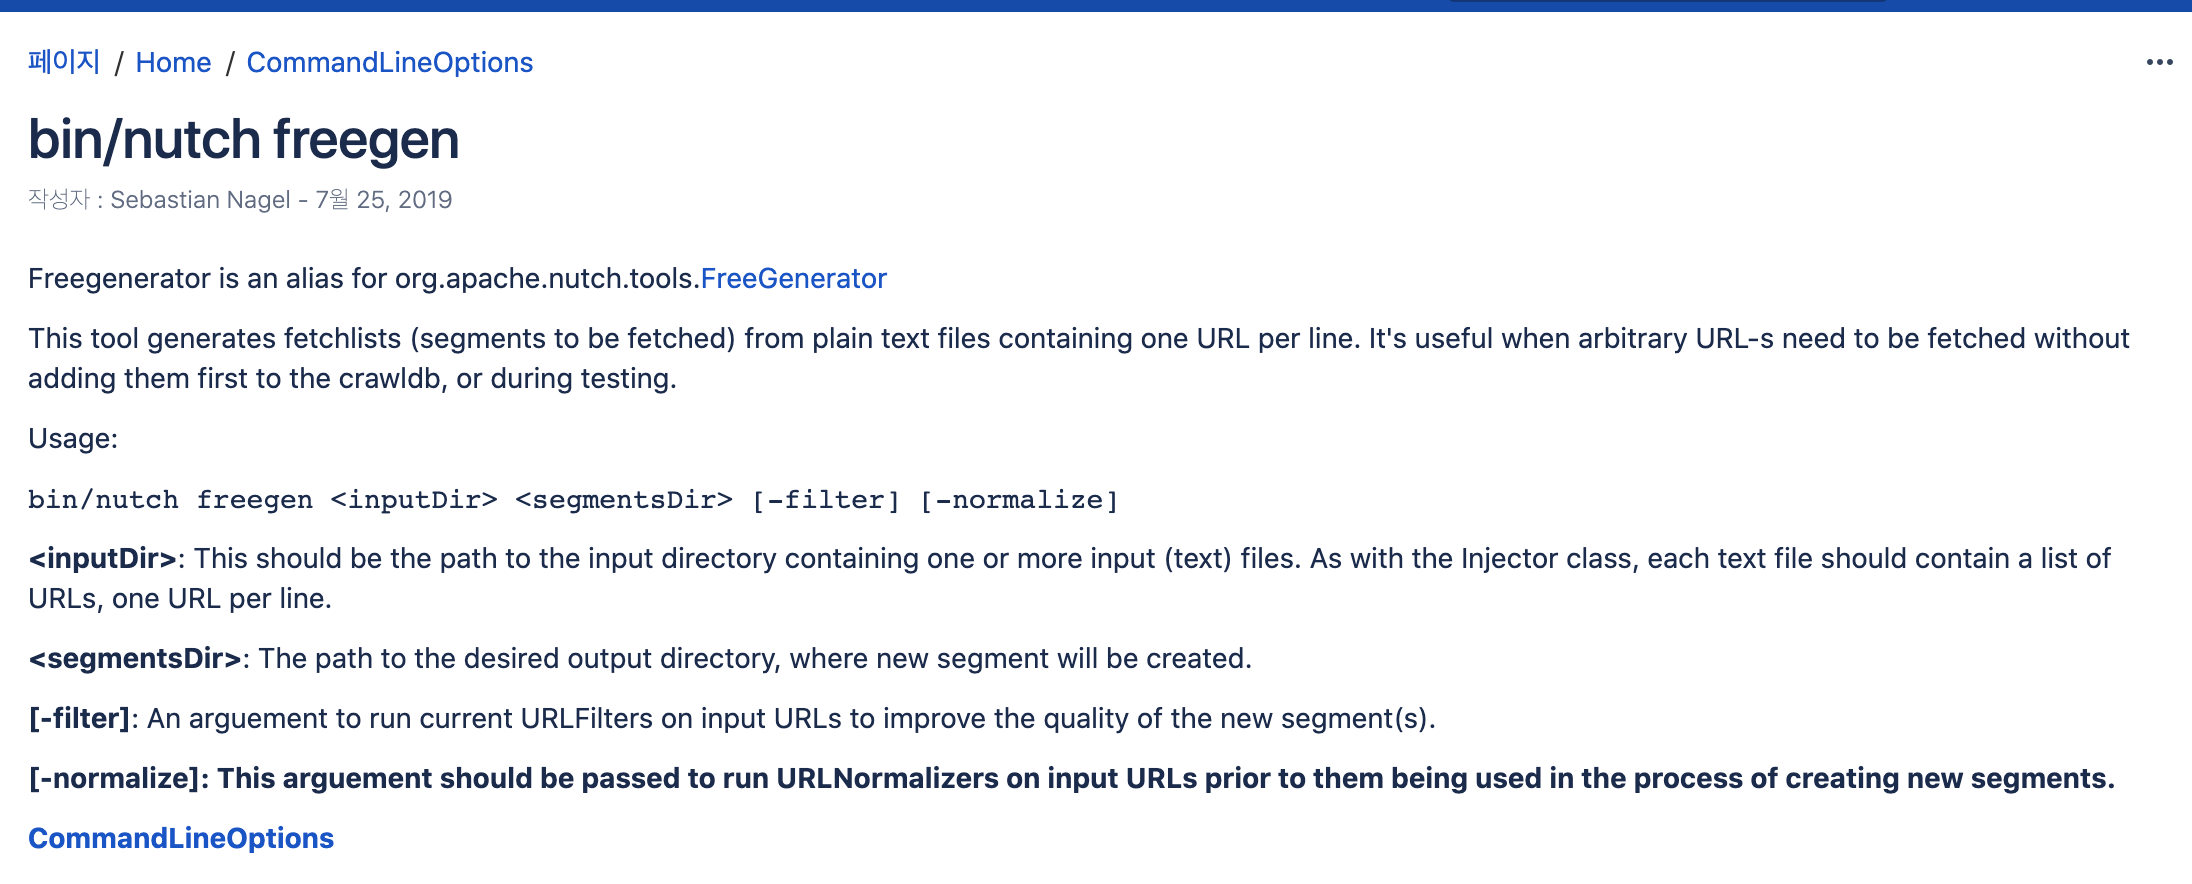 페이지 / Home / CommandLineOptions
bin/nutch freegen
작성자 : Sebastian Nagel - 7월 25, 2019
Freegenerator is an alias for org.apache.nutch.tools.FreeGenerator
This tool generates fetchlists (segments to be fetched) from plain text files containing one URL per line. It's useful when arbitrary URL-s need to be fetched without
adding them first to the crawldb, or during testing.
Usage:
bin/nutch freegen <inputDir> <segmentsDir> [-filter] [-normalize]
<inputDir>: This should be the path to the input directory containing one or more input (text) files. As with the Injector class, each text file should contain a list of
URLs, one URL per line.
<segmentsDir>: The path to the desired output directory, where new segment will be created.
[-filter]: An arguement to run current URLFilters on input URLs to improve the quality of the new segment(s).
[-normalize]: This arguement should be passed to run URLNormalizers on input URLs prior to them being used in the process of creating new segments.
CommandLineOptions